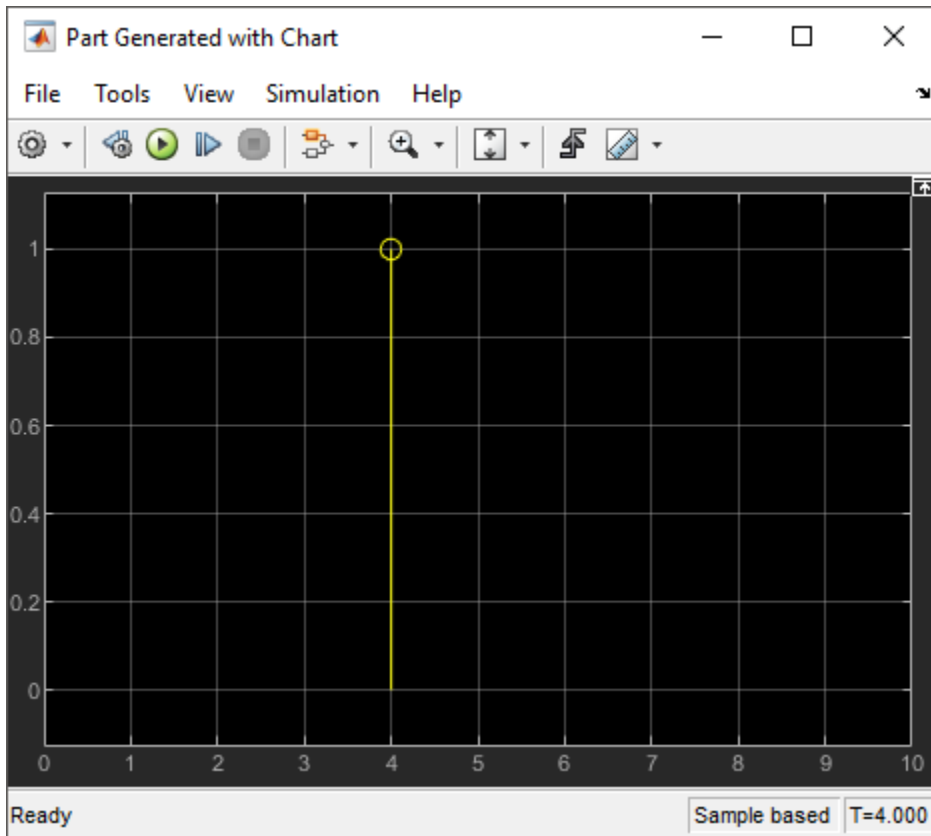 Part Generated with Chart
File Tools View Simulation Help
1
0.8
0.6
0.4
0.2
0
0 1 2 3 4 5 6 7 8 9 10
Ready Sample based T=4.000